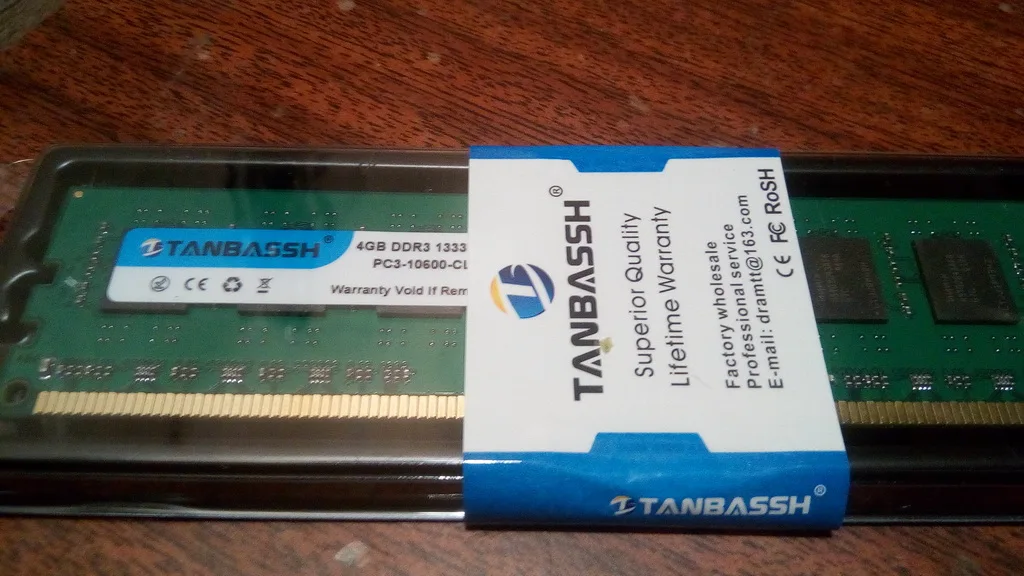 TANBASSH®
4GB DDR3 1333
PC3-10600-CL
CE
Warranty Void If Rem
TANBASSH®
Superior Quality
Lifetime Warranty
Factory wholesale
Professional service
E-mail: dramtt@163.com
CE FC RoSH
TANBASSH®